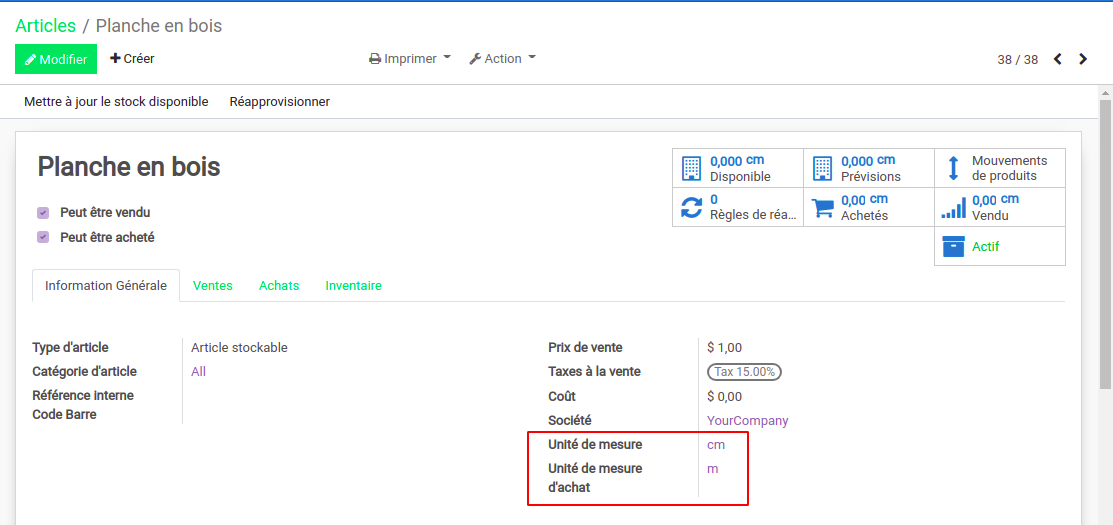 Articles / Planche en bois
Modifier
Créer
Imprimer
Action
38 / 38
Mettre à jour le stock disponible
Réapprovisionner
Planche en bois
Peut être vendu
Peut être acheté
0,000 cm
Disponible
0,000 cm
Prévisions
Mouvements
de produits
0
Règles de réa...
0,00 cm
Achetés
0,00 cm
Vendu
Actif
Information Générale
Ventes
Achats
Inventaire
Type d'article
Article stockable
Catégorie d'article
All
Référence interne
Code Barre
Prix de vente
$ 1,00
Taxes à la vente
Tax 15.00%
Coût
$ 0,00
Société
YourCompany
Unité de mesure
cm
Unité de mesure
d'achat
m